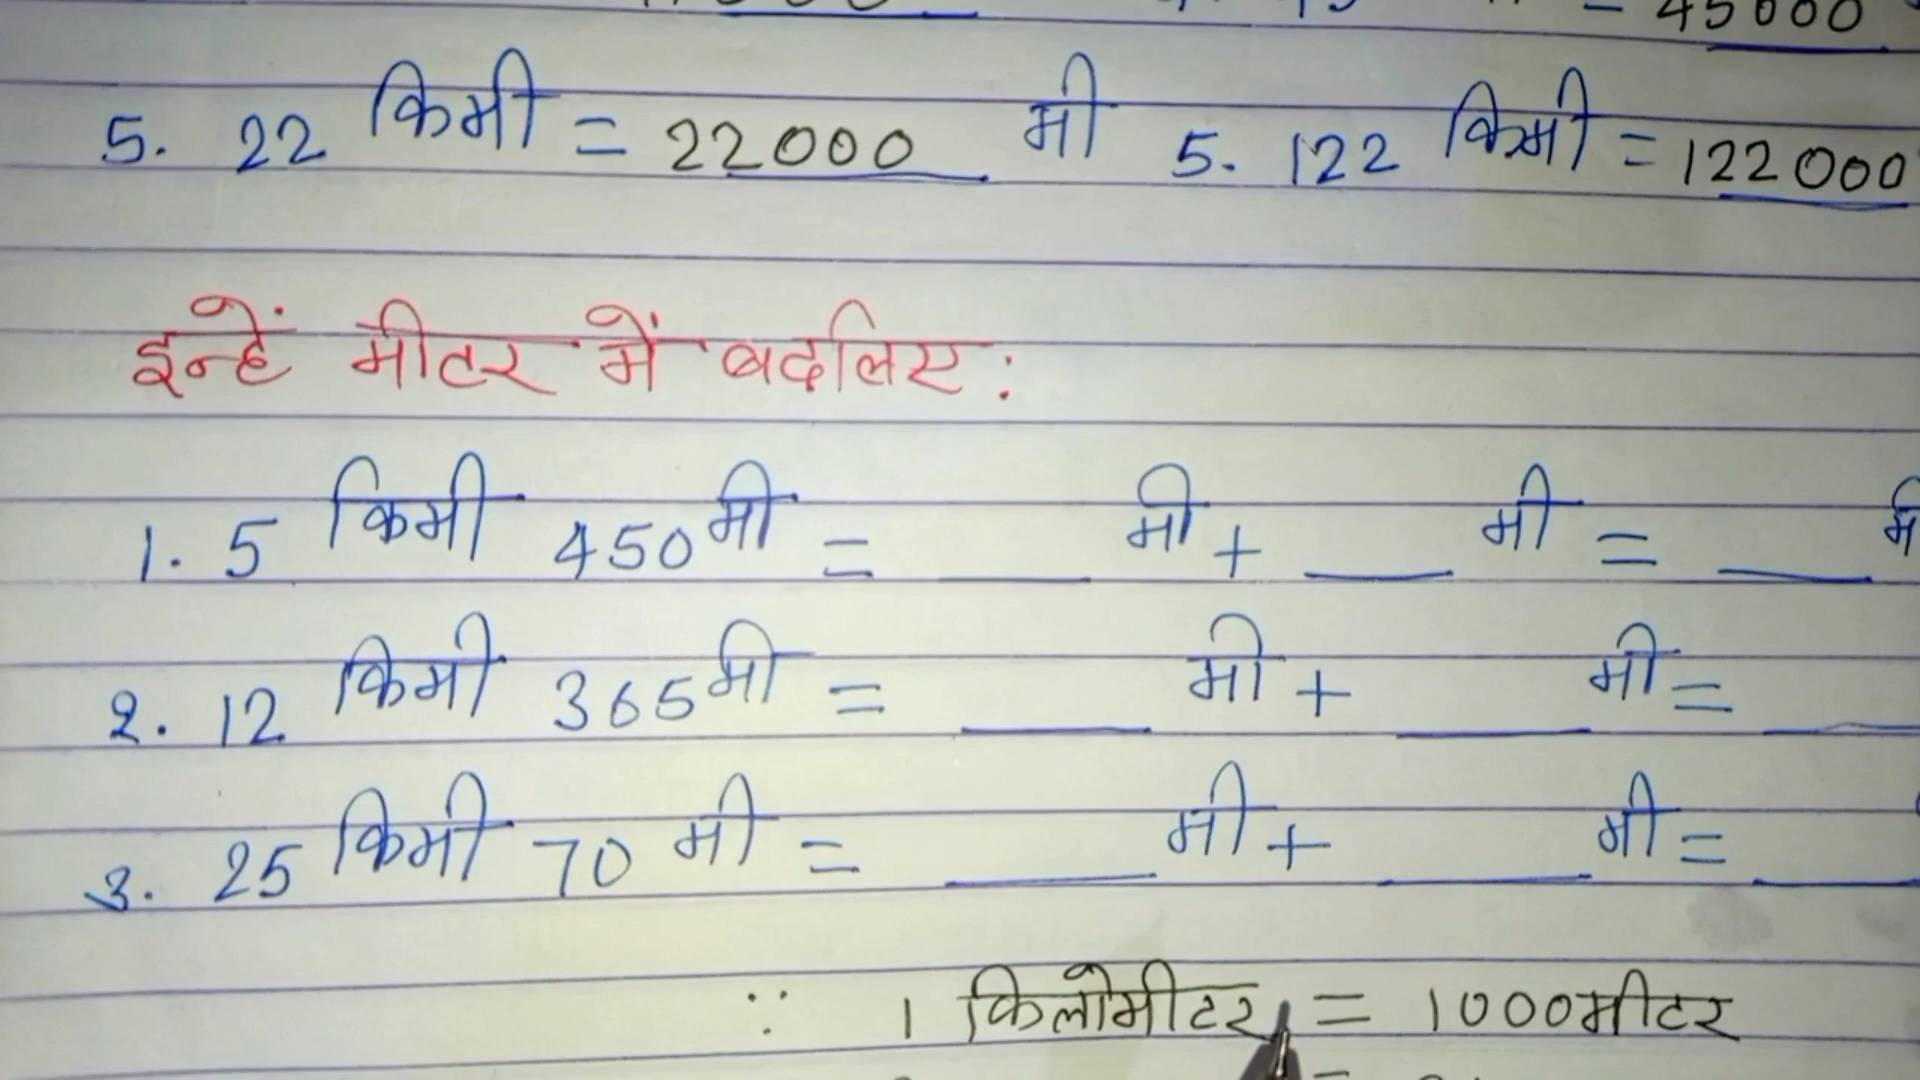 45000
5. 22 किमी = 22000 मी 5. 122 किमी = 122000
इन्हें मीटर में बदलिए:
1. 5 किमी 450 मी = ___ मी + ___ मी = ___ मी
2. 12 किमी 365 मी = ___ मी + ___ मी = ___
3. 25 किमी 70 मी = ___ मी + ___ मी = ___
∵ 1 किलोमीटर = 1000 मीटर